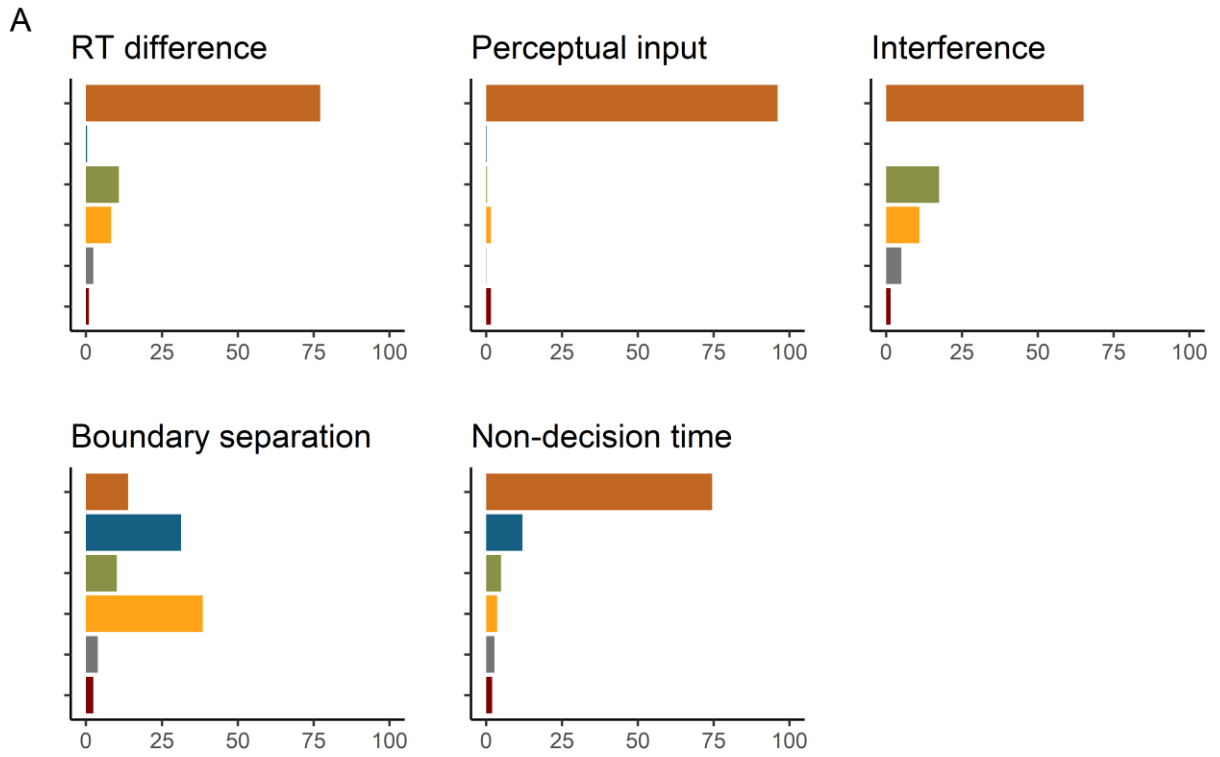 A
RT difference
Perceptual input
Interference
0 25 50 75 100
0 25 50 75 100
0 25 50 75 100
Boundary separation
Non-decision time
0 25 50 75 100
0 25 50 75 100